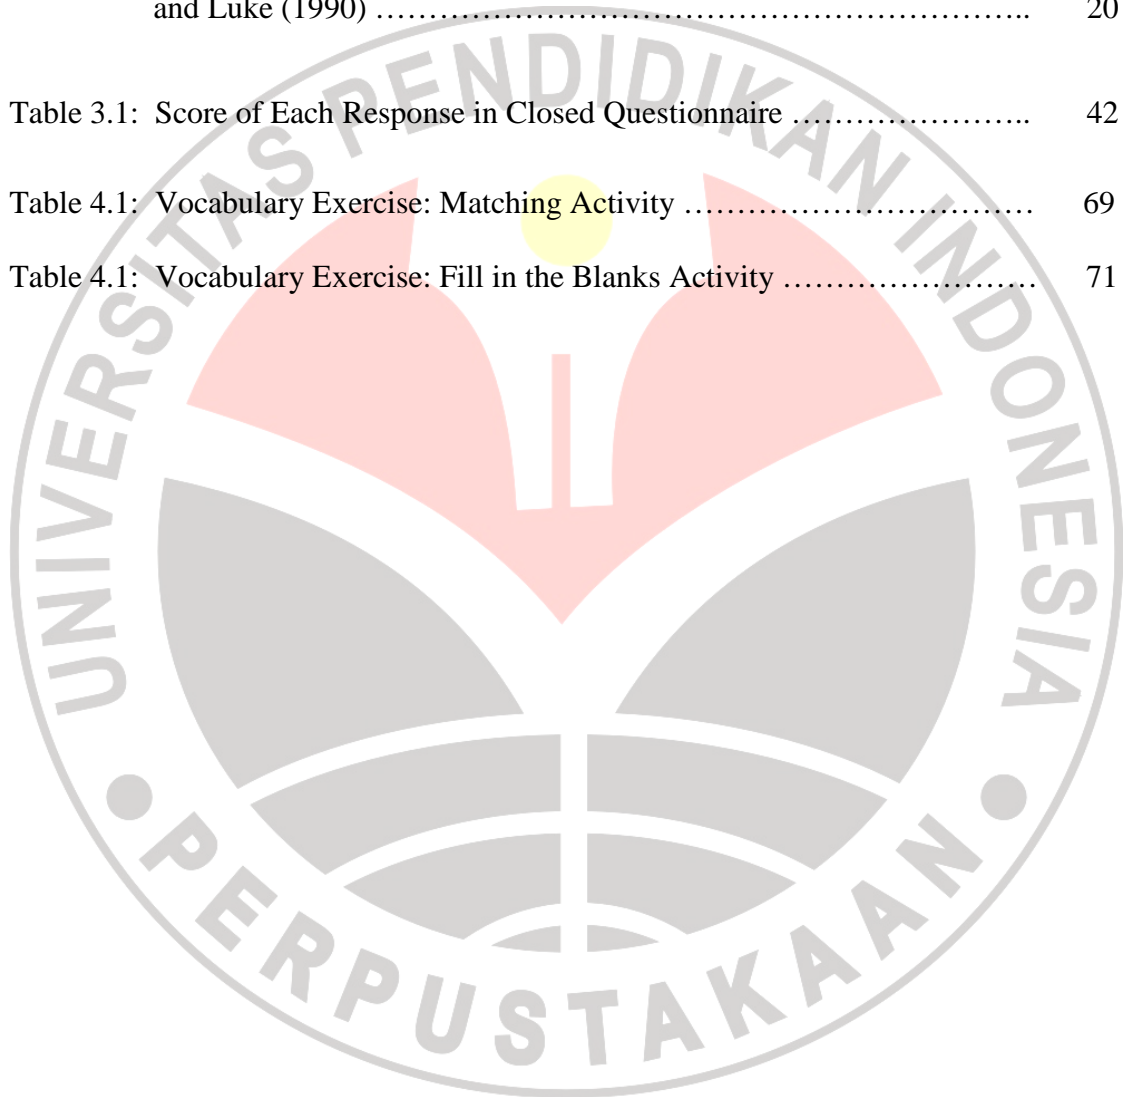 and Luke (1990) ……………………………………………………….. 20
Table 3.1: Score of Each Response in Closed Questionnaire ………………….. 42
Table 4.1: Vocabulary Exercise: Matching Activity …………………………… 69
Table 4.1: Vocabulary Exercise: Fill in the Blanks Activity …………………… 71
UNIVERSITAS PENDIDIKAN INDONESIA
PERPUSTAKAAN